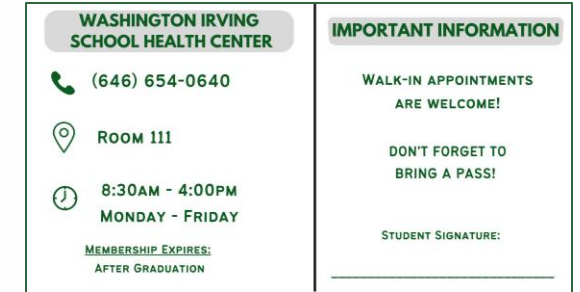 WASHINGTON IRVING
SCHOOL HEALTH CENTER
(646) 654-0640
ROOM 111
8:30AM - 4:00PM
MONDAY - FRIDAY
MEMBERSHIP EXPIRES:
AFTER GRADUATION
IMPORTANT INFORMATION
WALK-IN APPOINTMENTS
ARE WELCOME!
DON'T FORGET TO
BRING A PASS!
STUDENT SIGNATURE: